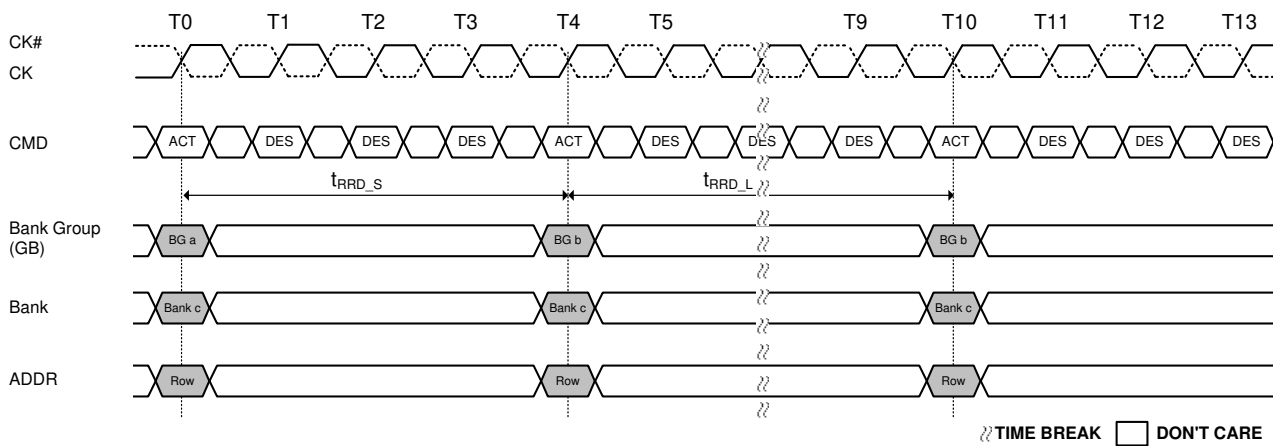 T0 T1 T2 T3 T4 T5 T9 T10 T11 T12 T13
CK#
CK
CMD ACT DES DES DES ACT DES DES DES ACT DES DES DES
tRRD_S tRRD_L
Bank Group
(GB)
BG a BG b BG b
Bank Bank c Bank c Bank c
ADDR Row Row Row
TIME BREAK DON'T CARE